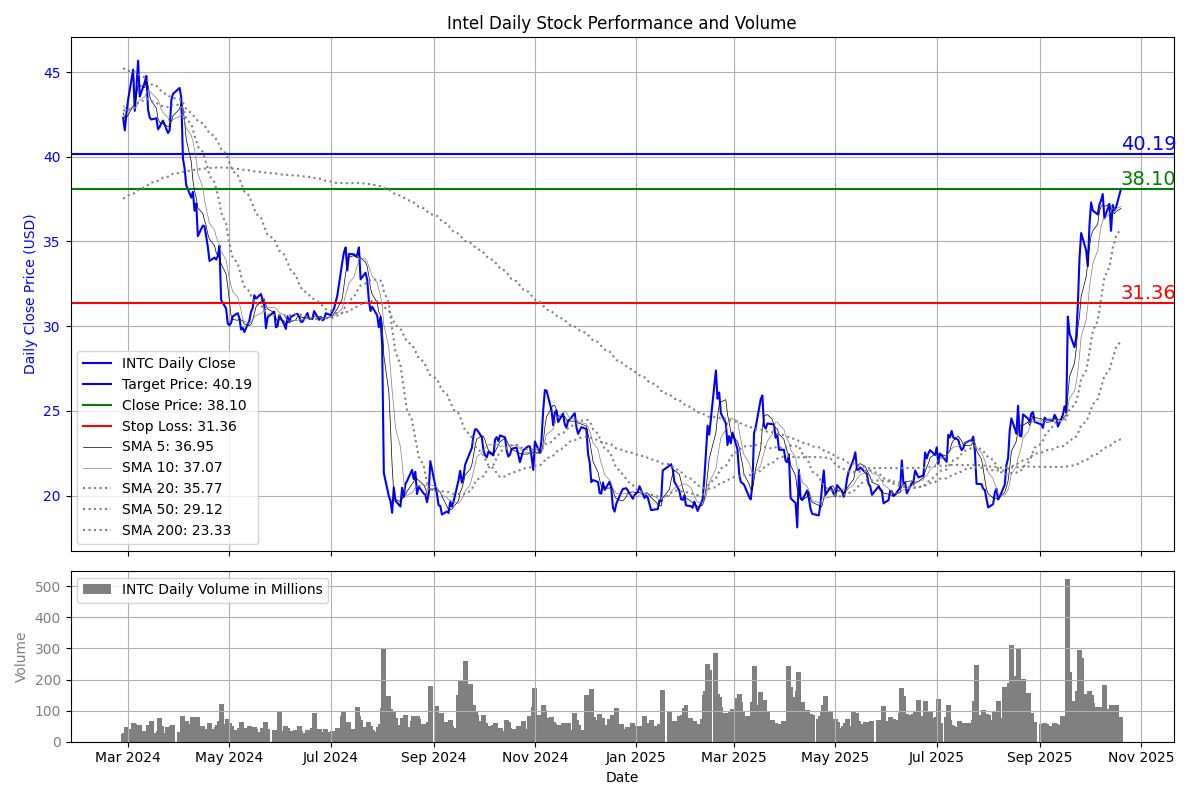 Intel Daily Stock Performance and Volume
Daily Close Price (USD)
45
40
35
30
25
20
40.19
38.10
31.36
INTC Daily Close
Target Price: 40.19
Close Price: 38.10
Stop Loss: 31.36
SMA 5: 36.95
SMA 10: 37.07
SMA 20: 35.77
SMA 50: 29.12
SMA 200: 23.33
Volume
500
400
300
200
100
0
INTC Daily Volume in Millions
Mar 2024 May 2024 Jul 2024 Sep 2024 Nov 2024 Jan 2025 Mar 2025 May 2025 Jul 2025 Sep 2025 Nov 2025
Date